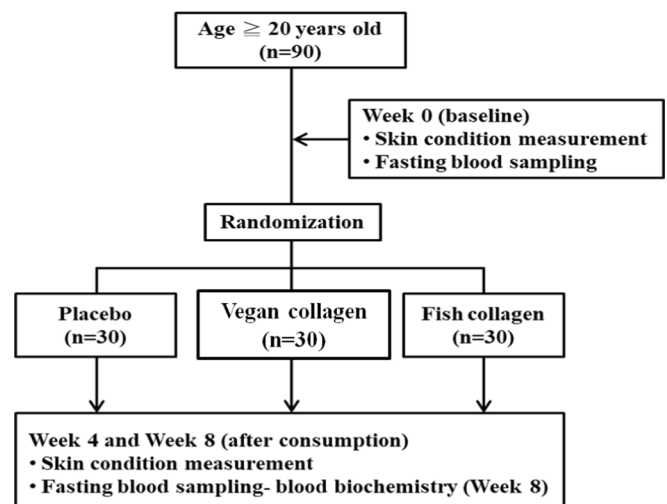 Age ≧ 20 years old
(n=90)
Week 0 (baseline)
• Skin condition measurement
• Fasting blood sampling
Randomization
Placebo
(n=30)
Vegan collagen
(n=30)
Fish collagen
(n=30)
Week 4 and Week 8 (after consumption)
• Skin condition measurement
• Fasting blood sampling- blood biochemistry (Week 8)